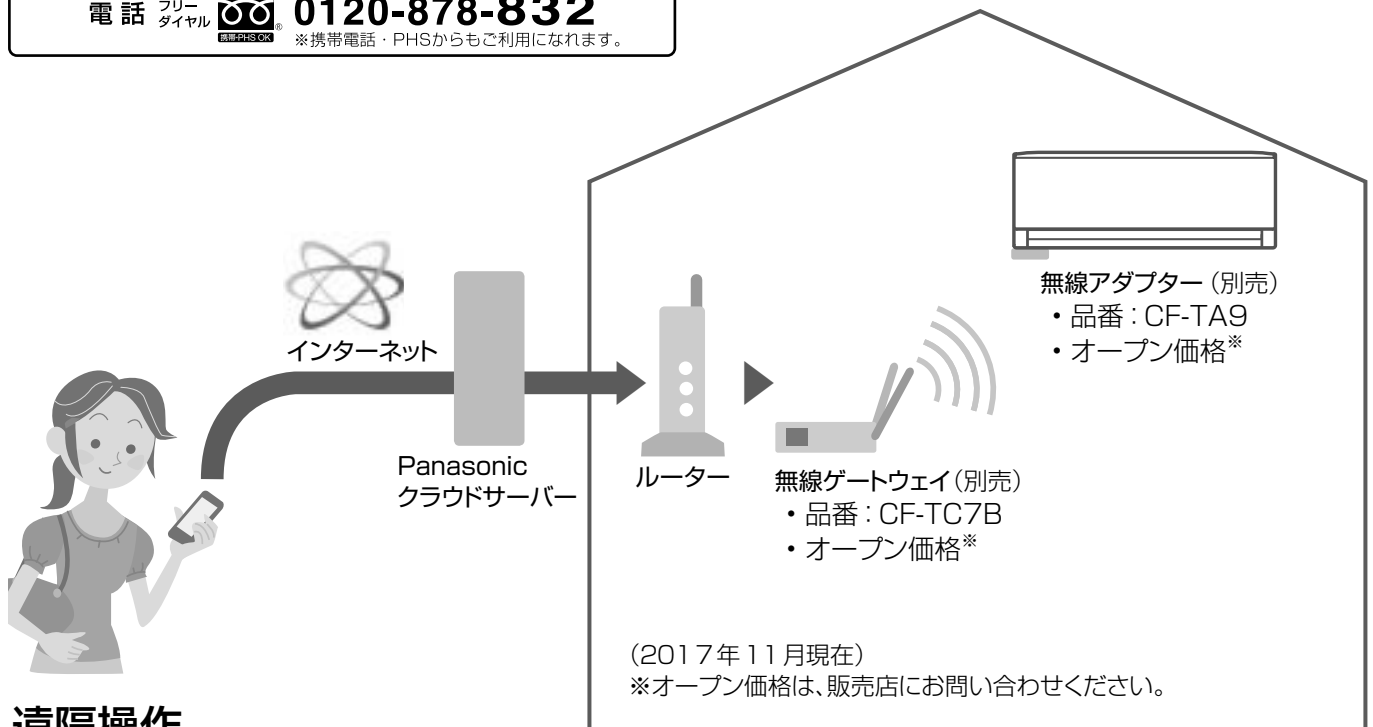 電話 フリーダイヤル 0120-878-832
携帯・PHS OK
※携帯電話・PHSからもご利用になれます。
無線アダプター(別売)
・品番:CF-TA9
・オープン価格※
インターネット
Panasonic
クラウドサーバー
ルーター
無線ゲートウェイ(別売)
・品番:CF-TC7B
・オープン価格※
(2017年11月現在)
※オープン価格は、販売店にお問い合わせください。
遠隔操作